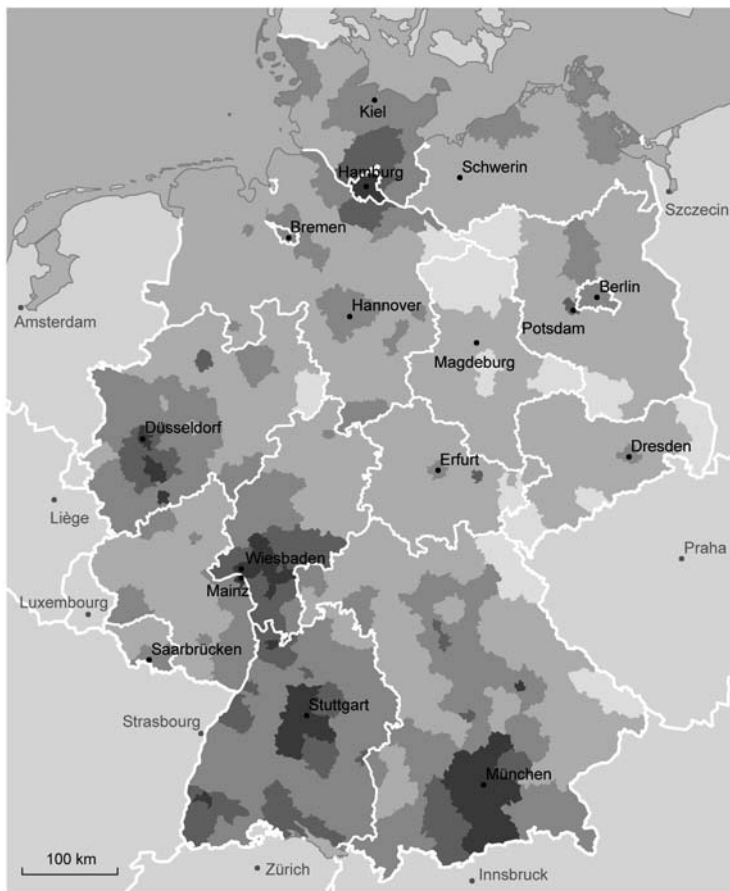 Kiel
Hamburg
Schwerin
Szczecin
Bremen
Berlin
Amsterdam
Hannover
Potsdam
Magdeburg
Düsseldorf
Erfurt
Dresden
Liège
Wiesbaden
Praha
Mainz
Luxembourg
Saarbrücken
Stuttgart
Strasbourg
München
100 km
Zürich
Innsbruck